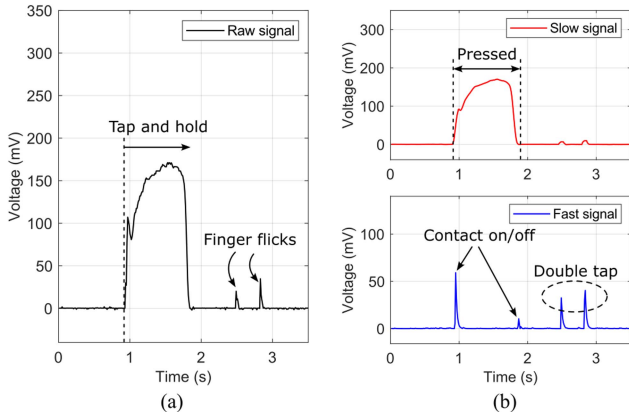 350
300
250
200
150
100
50
0
Voltage (mV)
Raw signal
Tap and hold
Finger flicks
0 1 2 3
Time (s)
(a)
(b)
300
200
100
0
Voltage (mV)
Slow signal
Pressed
0 1 2 3
100
50
0
Voltage (mV)
Fast signal
Contact on/off
Double tap
0 1 2 3
Time (s)
(b)